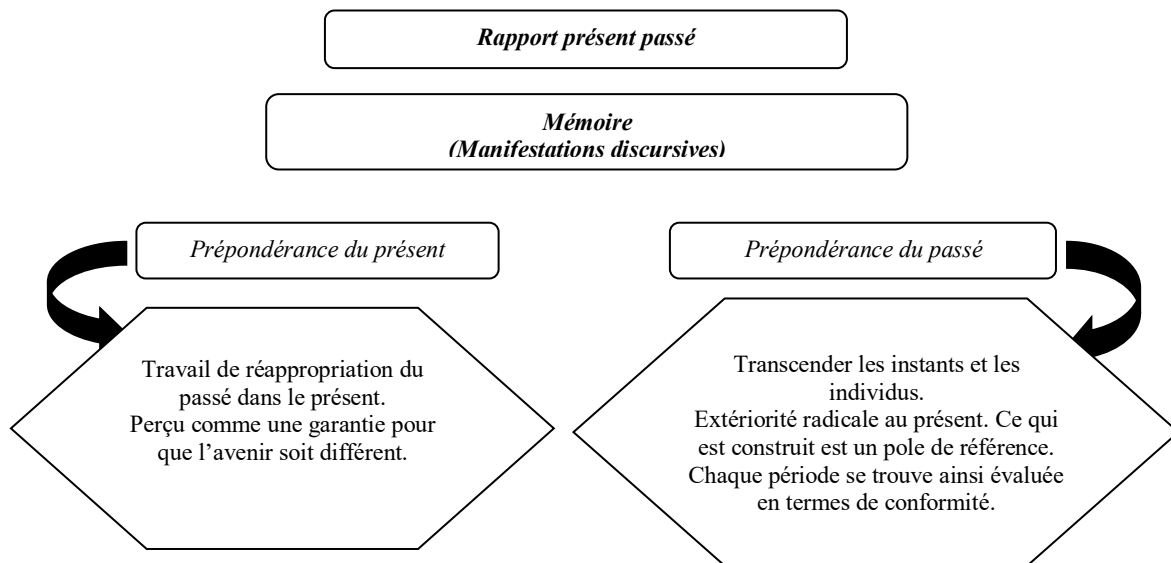 Rapport présent passé
Mémoire
(Manifestations discursives)
Prépondérance du présent
Prépondérance du passé
Travail de réappropriation du
passé dans le présent.
Perçu comme une garantie pour
que l’avenir soit différent.
Transcender les instants et les
individus.
Extériorité radicale au présent. Ce qui
est construit est un pole de référence.
Chaque période se trouve ainsi évaluée
en termes de conformité.